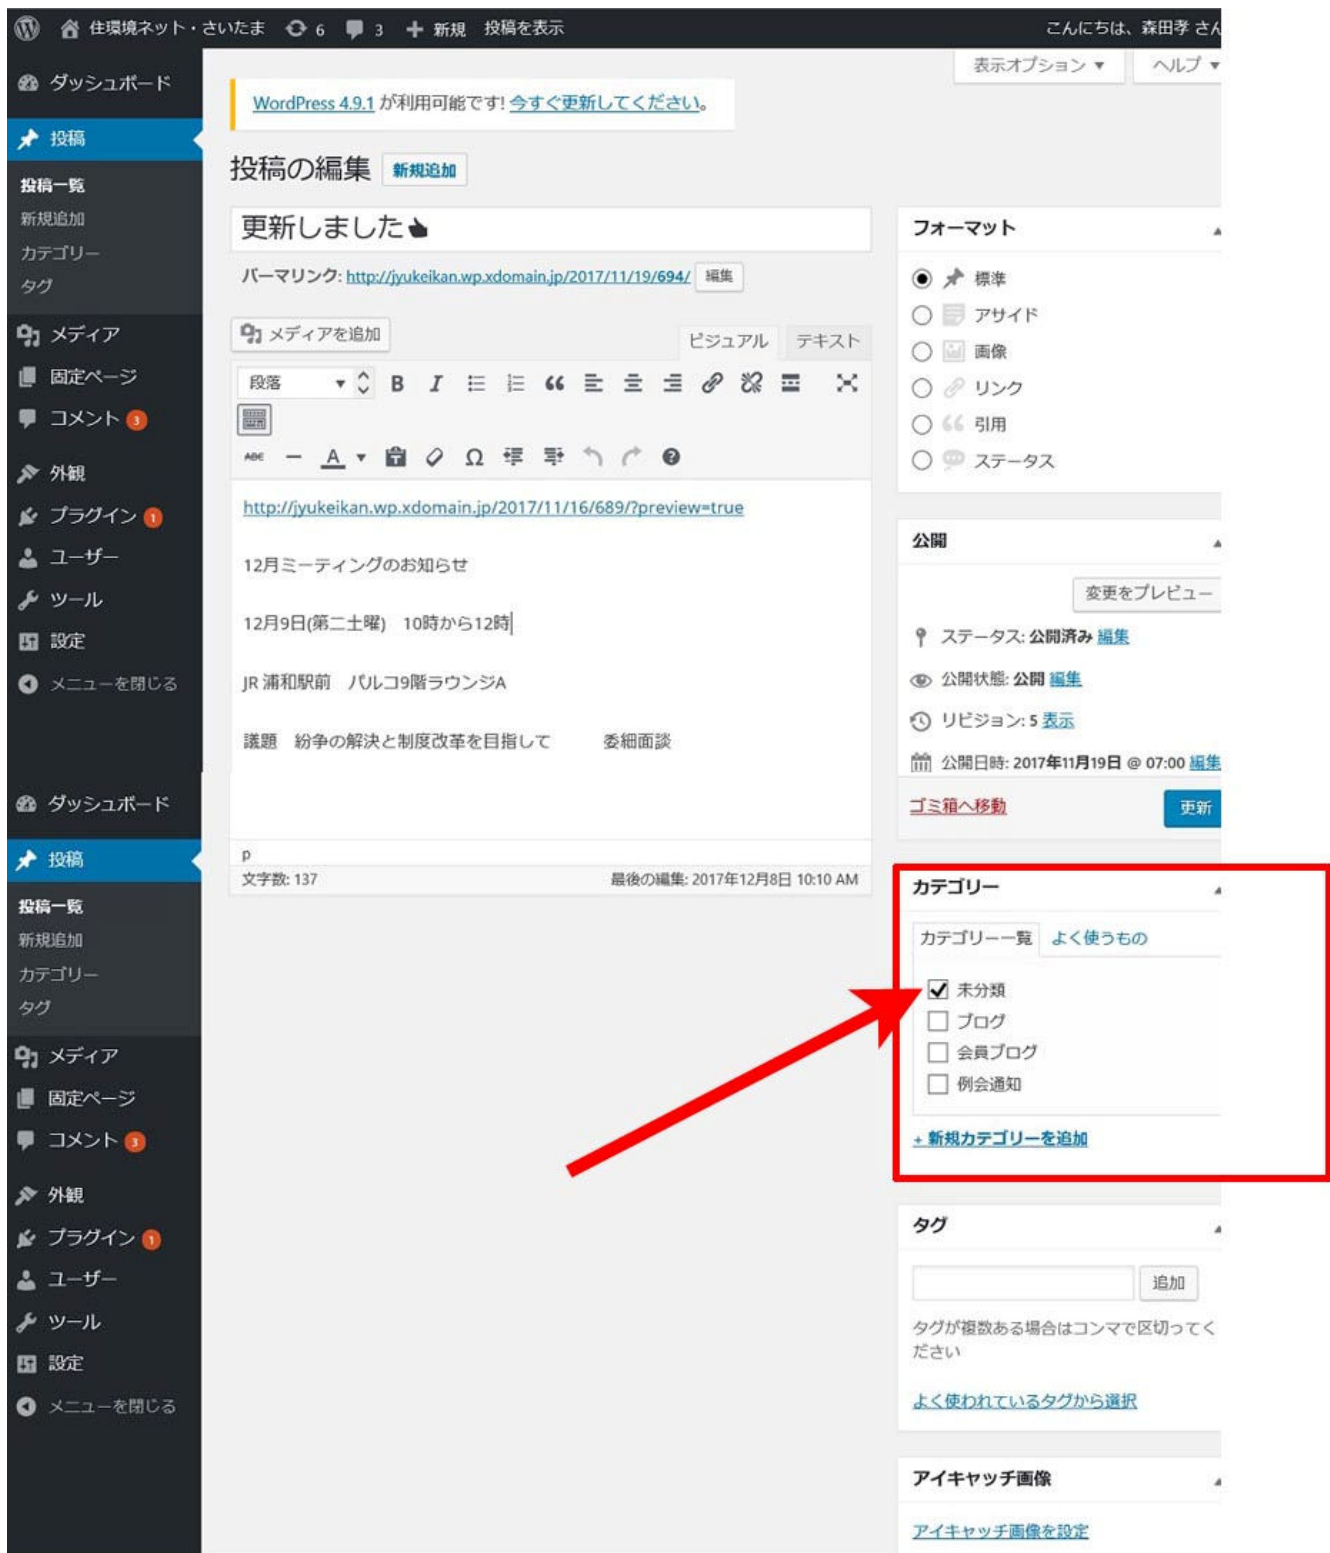 住環境ネット・さいたま 6 3 新規 投稿を表示 こんにちは、森田孝 さん
表示オプション ▼ ヘルプ ▼
ダッシュボード
投稿
投稿一覧
新規追加
カテゴリー
タグ
メディア
固定ページ
コメント 3
外観
プラグイン 1
ユーザー
ツール
設定
メニューを閉じる
ダッシュボード
投稿
投稿一覧
新規追加
カテゴリー
タグ
メディア
固定ページ
コメント 3
外観
プラグイン 1
ユーザー
ツール
設定
メニューを閉じる
WordPress 4.9.1 が利用可能です! 今すぐ更新してください。
投稿の編集 新規追加
更新しました
パーマリンク: http://jyukeikan.wp.xdomain.jp/2017/11/19/694/ 編集
メディアを追加 ビジュアル テキスト
段落 B I
ABC A Ω
http://jyukeikan.wp.xdomain.jp/2017/11/16/689/?preview=true
12月ミーティングのお知らせ
12月9日(第二土曜) 10時から12時
JR 浦和駅前 パルコ9階ラウンジA
議題 紛争の解決と制度改革を目指して 委細面談
p
文字数: 137 最後の編集: 2017年12月8日 10:10 AM
フォーマット
標準
アサイド
画像
リンク
引用
ステータス
公開
変更をプレビュー
ステータス: 公開済み 編集
公開状態: 公開 編集
リビジョン: 5 表示
公開日時: 2017年11月19日 @ 07:00 編集
ゴミ箱へ移動 更新
カテゴリー
カテゴリー一覧 よく使うもの
未分類
ブログ
会員ブログ
例会通知
+ 新規カテゴリーを追加
タグ
追加
タグが複数ある場合はコンマで区切ってく
ださい
よく使われているタグから選択
アイキャッチ画像
アイキャッチ画像を設定